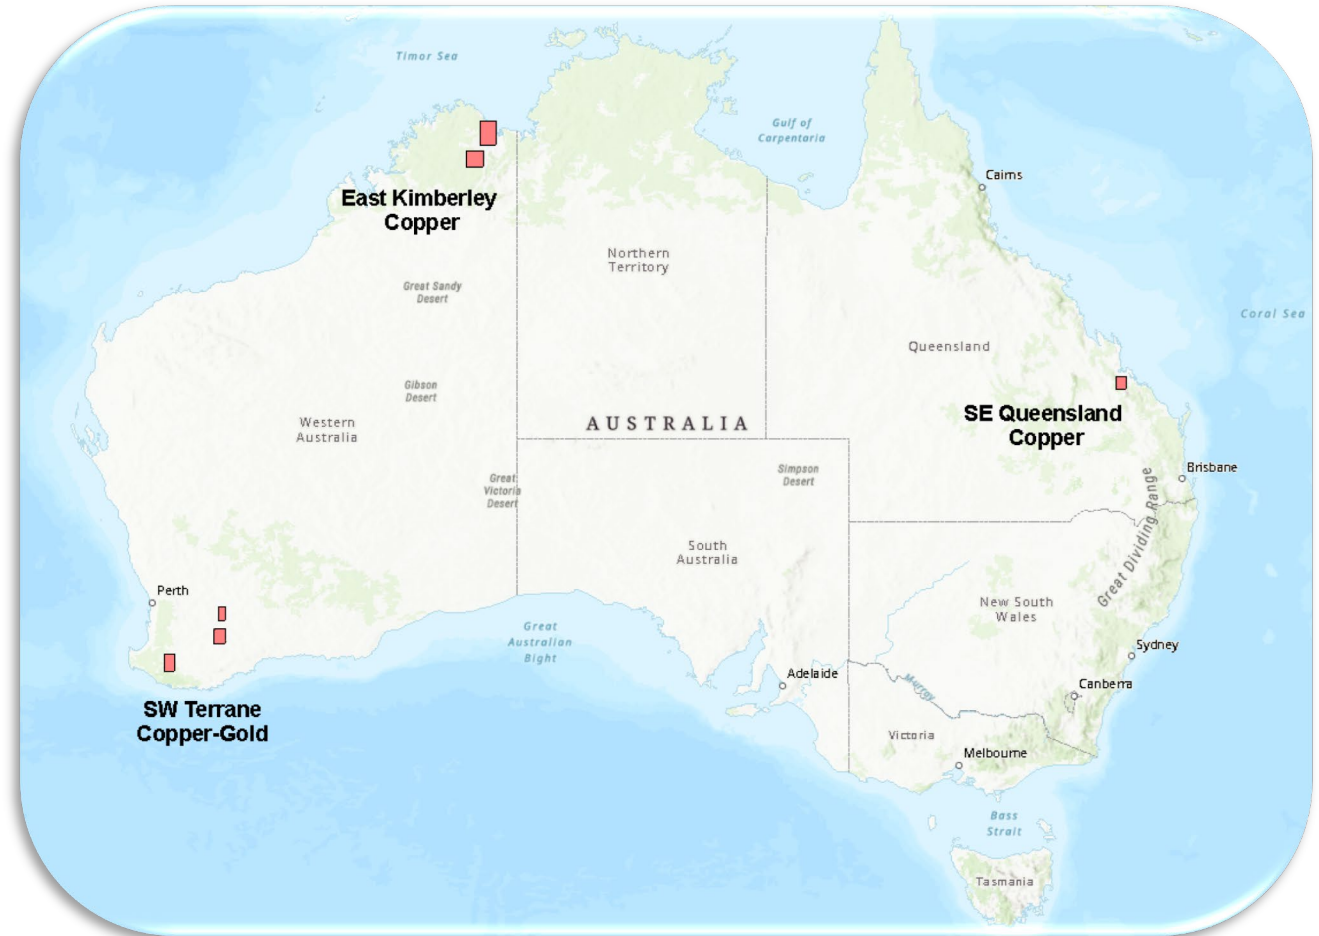 Timor Sea
Gulf of
Carpentaria
Cairns
East Kimberley
Copper
Northern
Territory
Great Sandy
Desert
Coral Sea
Queensland
Gibson
Desert
Western
Australia
AUSTRALIA
SE Queensland
Copper
Great
Victoria
Desert
Simpson
Desert
Brisbane
Great Dividing Range
South
Australia
Perth
New South
Wales
Great
Australian
Bight
Sydney
Adelaide
Canberra
Murray
SW Terrane
Copper-Gold
Victoria
Melbourne
Bass
Strait
Tasmania